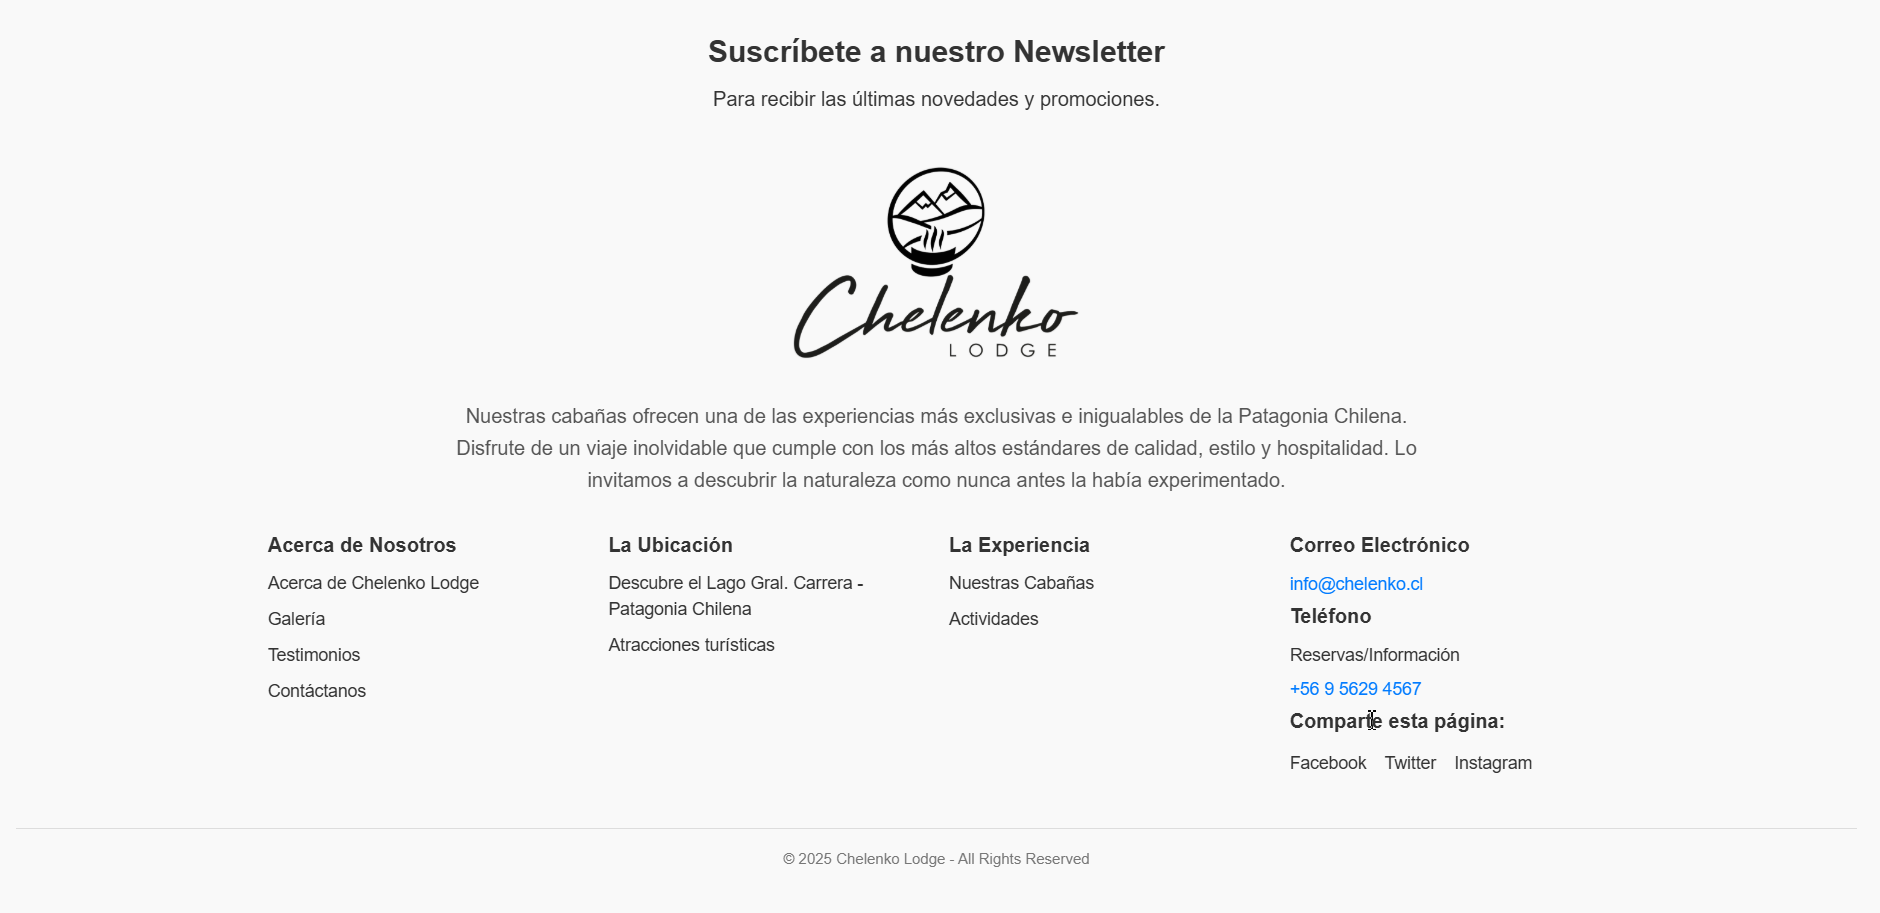 Suscríbete a nuestro Newsletter
Para recibir las últimas novedades y promociones.
Chelenko
LODGE
Nuestras cabañas ofrecen una de las experiencias más exclusivas e inigualables de la Patagonia Chilena.
Disfrute de un viaje inolvidable que cumple con los más altos estándares de calidad, estilo y hospitalidad. Lo
invitamos a descubrir la naturaleza como nunca antes la había experimentado.
Acerca de Nosotros
Acerca de Chelenko Lodge
Galería
Testimonios
Contáctanos
La Ubicación
Descubre el Lago Gral. Carrera -
Patagonia Chilena
Atracciones turísticas
La Experiencia
Nuestras Cabañas
Actividades
Correo Electrónico
info@chelenko.cl
Teléfono
Reservas/Información
+56 9 5629 4567
Comparte esta página:
Facebook Twitter Instagram
© 2025 Chelenko Lodge - All Rights Reserved